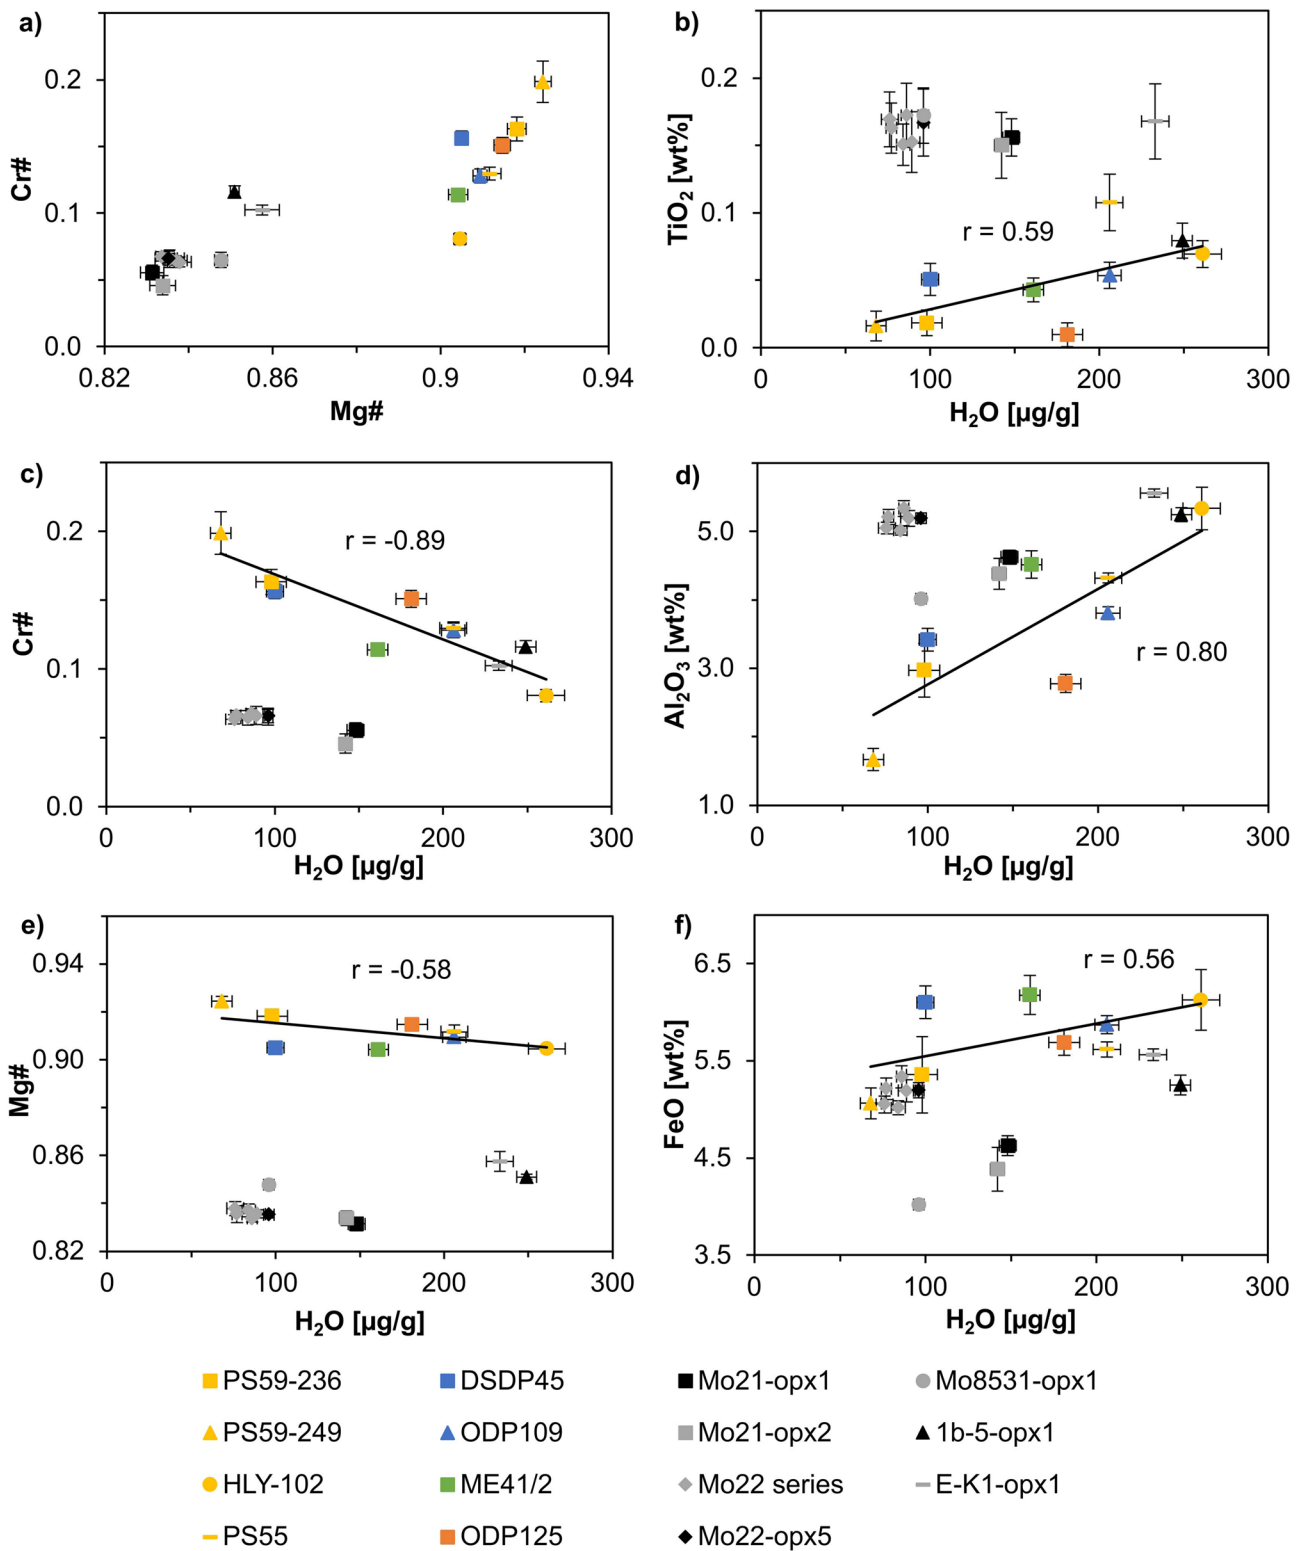 a)
Cr#
0.2
0.1
0.0
0.82
0.86
0.9
0.94
Mg#
b)
TiO₂ [wt%]
0.2
0.1
0.0
r = 0.59
0
100
200
300
H₂O [µg/g]
c)
Cr#
0.2
0.1
0.0
r = -0.89
0
100
200
300
H₂O [µg/g]
d)
Al₂O₃ [wt%]
5.0
3.0
1.0
r = 0.80
0
100
200
300
H₂O [µg/g]
e)
Mg#
0.94
0.90
0.86
0.82
r = -0.58
0
100
200
300
H₂O [µg/g]
f)
FeO [wt%]
6.5
5.5
4.5
3.5
r = 0.56
0
100
200
300
H₂O [µg/g]
PS59-236 DSDP45 Mo21-opx1 Mo8531-opx1
PS59-249 ODP109 Mo21-opx2 1b-5-opx1
HLY-102 ME41/2 Mo22 series E-K1-opx1
PS55 ODP125 Mo22-opx5